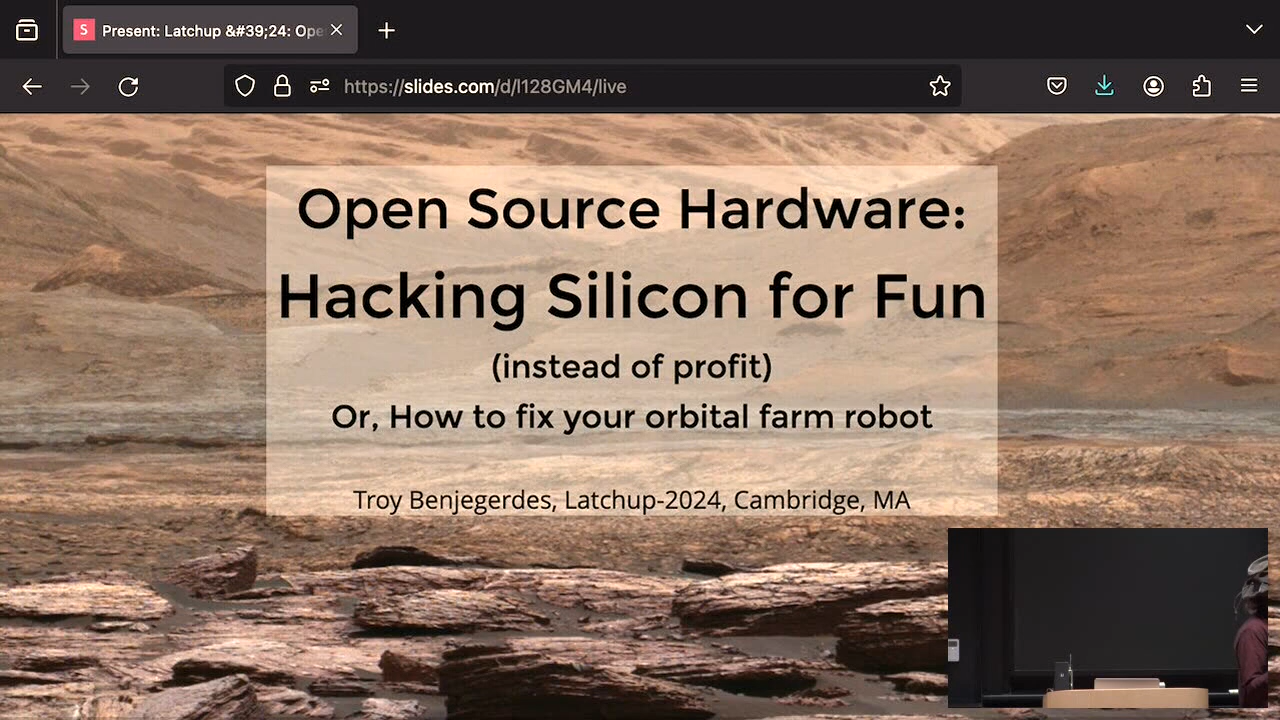 S Present: Latchup &#39;24: Ope
https://slides.com/d/l128GM4/live
Open Source Hardware:
Hacking Silicon for Fun
(instead of profit)
Or, How to fix your orbital farm robot
Troy Benjegerdes, Latchup-2024, Cambridge, MA